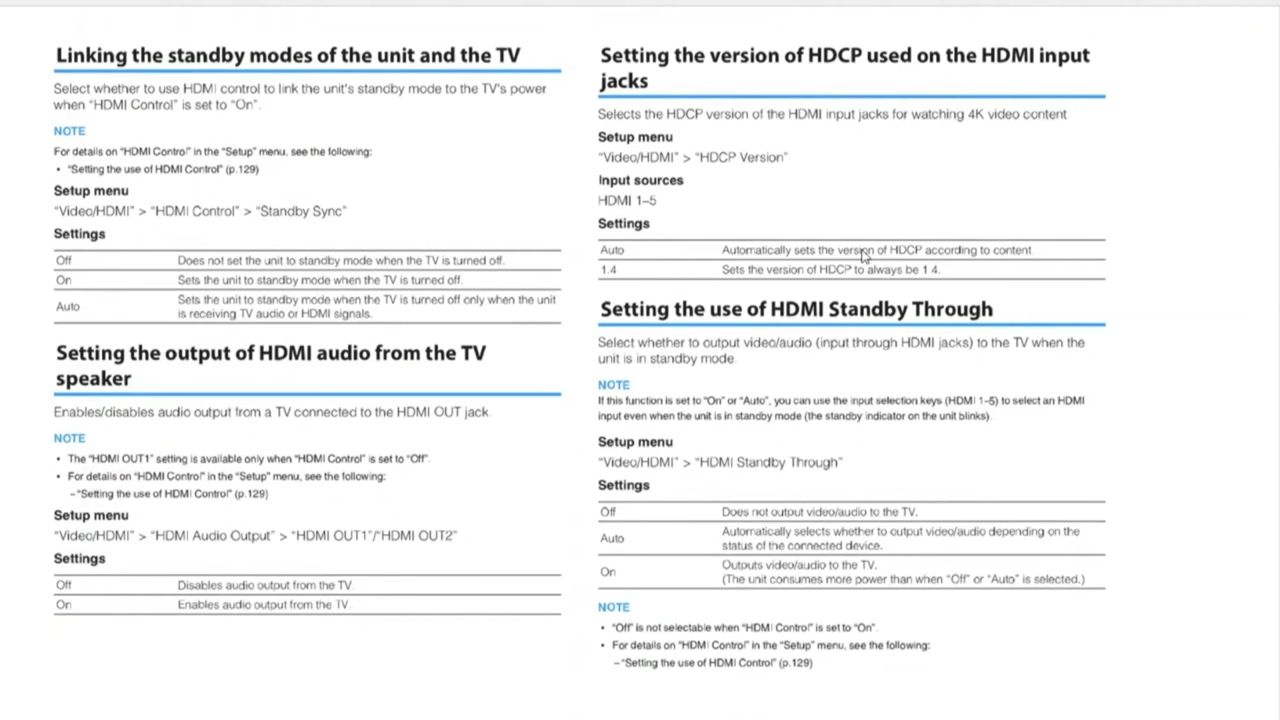 Linking the standby modes of the unit and the TV
Select whether to use HDMI control to link the unit's standby mode to the TV's power
when "HDMI Control" is set to "On".
NOTE
For details on "HDMI Control" in the "Setup" menu, see the following:
• "Setting the use of HDMI Control" (p.129)
Setup menu
"Video/HDMI" > "HDMI Control" > "Standby Sync"
Settings
Off Does not set the unit to standby mode when the TV is turned off.
On Sets the unit to standby mode when the TV is turned off.
Auto Sets the unit to standby mode when the TV is turned off only when the unit
is receiving TV audio or HDMI signals.
Setting the output of HDMI audio from the TV
speaker
Enables/disables audio output from a TV connected to the HDMI OUT jack.
NOTE
• The "HDMI OUT1" setting is available only when "HDMI Control" is set to "Off".
• For details on "HDMI Control" in the "Setup" menu, see the following:
– "Setting the use of HDMI Control" (p.129)
Setup menu
"Video/HDMI" > "HDMI Audio Output" > "HDMI OUT1"/"HDMI OUT2"
Settings
Off Disables audio output from the TV.
On Enables audio output from the TV.
Setting the version of HDCP used on the HDMI input
jacks
Selects the HDCP version of the HDMI input jacks for watching 4K video content
Setup menu
"Video/HDMI" > "HDCP Version"
Input sources
HDMI 1–5
Settings
Auto Automatically sets the version of HDCP according to content.
1.4 Sets the version of HDCP to always be 1.4.
Setting the use of HDMI Standby Through
Select whether to output video/audio (input through HDMI jacks) to the TV when the
unit is in standby mode.
NOTE
If this function is set to "On" or "Auto", you can use the input selection keys (HDMI 1–5) to select an HDMI
input even when the unit is in standby mode (the standby indicator on the unit blinks).
Setup menu
"Video/HDMI" > "HDMI Standby Through"
Settings
Off Does not output video/audio to the TV.
Auto Automatically selects whether to output video/audio depending on the
status of the connected device.
On Outputs video/audio to the TV.
(The unit consumes more power than when "Off" or "Auto" is selected.)
NOTE
• "Off" is not selectable when "HDMI Control" is set to "On".
• For details on "HDMI Control" in the "Setup" menu, see the following:
– "Setting the use of HDMI Control" (p.129)